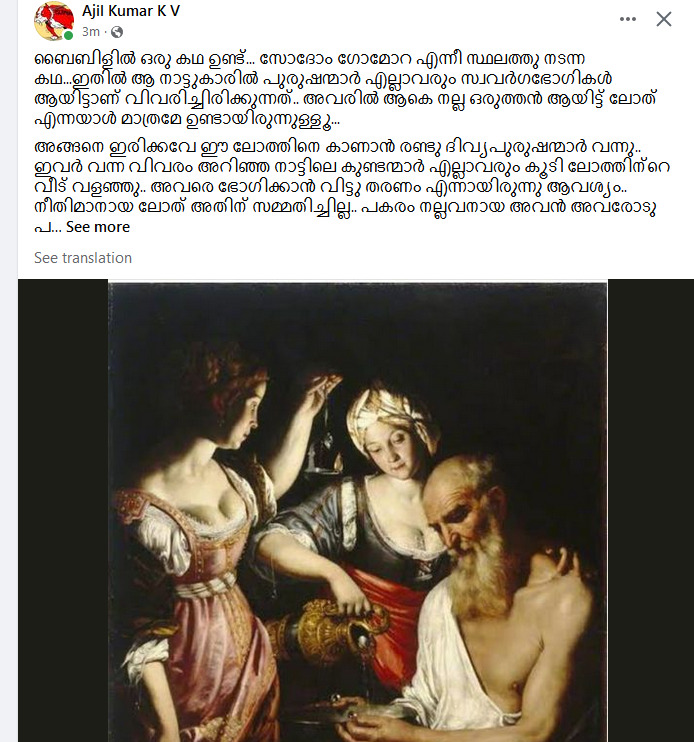 Ajil Kumar K V
3m ·
ബൈബിളിൽ ഒരു കഥ ഉണ്ട്... സോദോം ഗോമോറ എന്നീ സ്ഥലത്തു നടന്ന
കഥ...ഇതിൽ ആ നാട്ടുകാരിൽ പുരുഷന്മാർ എല്ലാവരും സ്വവർഗഭോഗികൾ
ആയിട്ടാണ് വിവരിച്ചിരിക്കുന്നത്.. അവരിൽ ആകെ നല്ല ഒരുത്തൻ ആയിട്ട് ലോത്
എന്നയാൾ മാത്രമേ ഉണ്ടായിരുന്നുള്ളൂ...
അങ്ങനെ ഇരിക്കവേ ഈ ലോത്തിനെ കാണാൻ രണ്ടു ദിവ്യപുരുഷന്മാർ വന്നു..
ഇവർ വന്ന വിവരം അറിഞ്ഞ നാട്ടിലെ കുണ്ടന്മാർ എല്ലാവരും കൂടി ലോത്തിന്റെ
വീട് വളഞ്ഞു.. അവരെ ഭോഗിക്കാൻ വിട്ടു തരണം എന്നായിരുന്നു ആവശ്യം..
നീതിമാനായ ലോത് അതിന് സമ്മതിച്ചില്ല.. പകരം നല്ലവനായ അവൻ അവരോടു
പ... See more
See translation